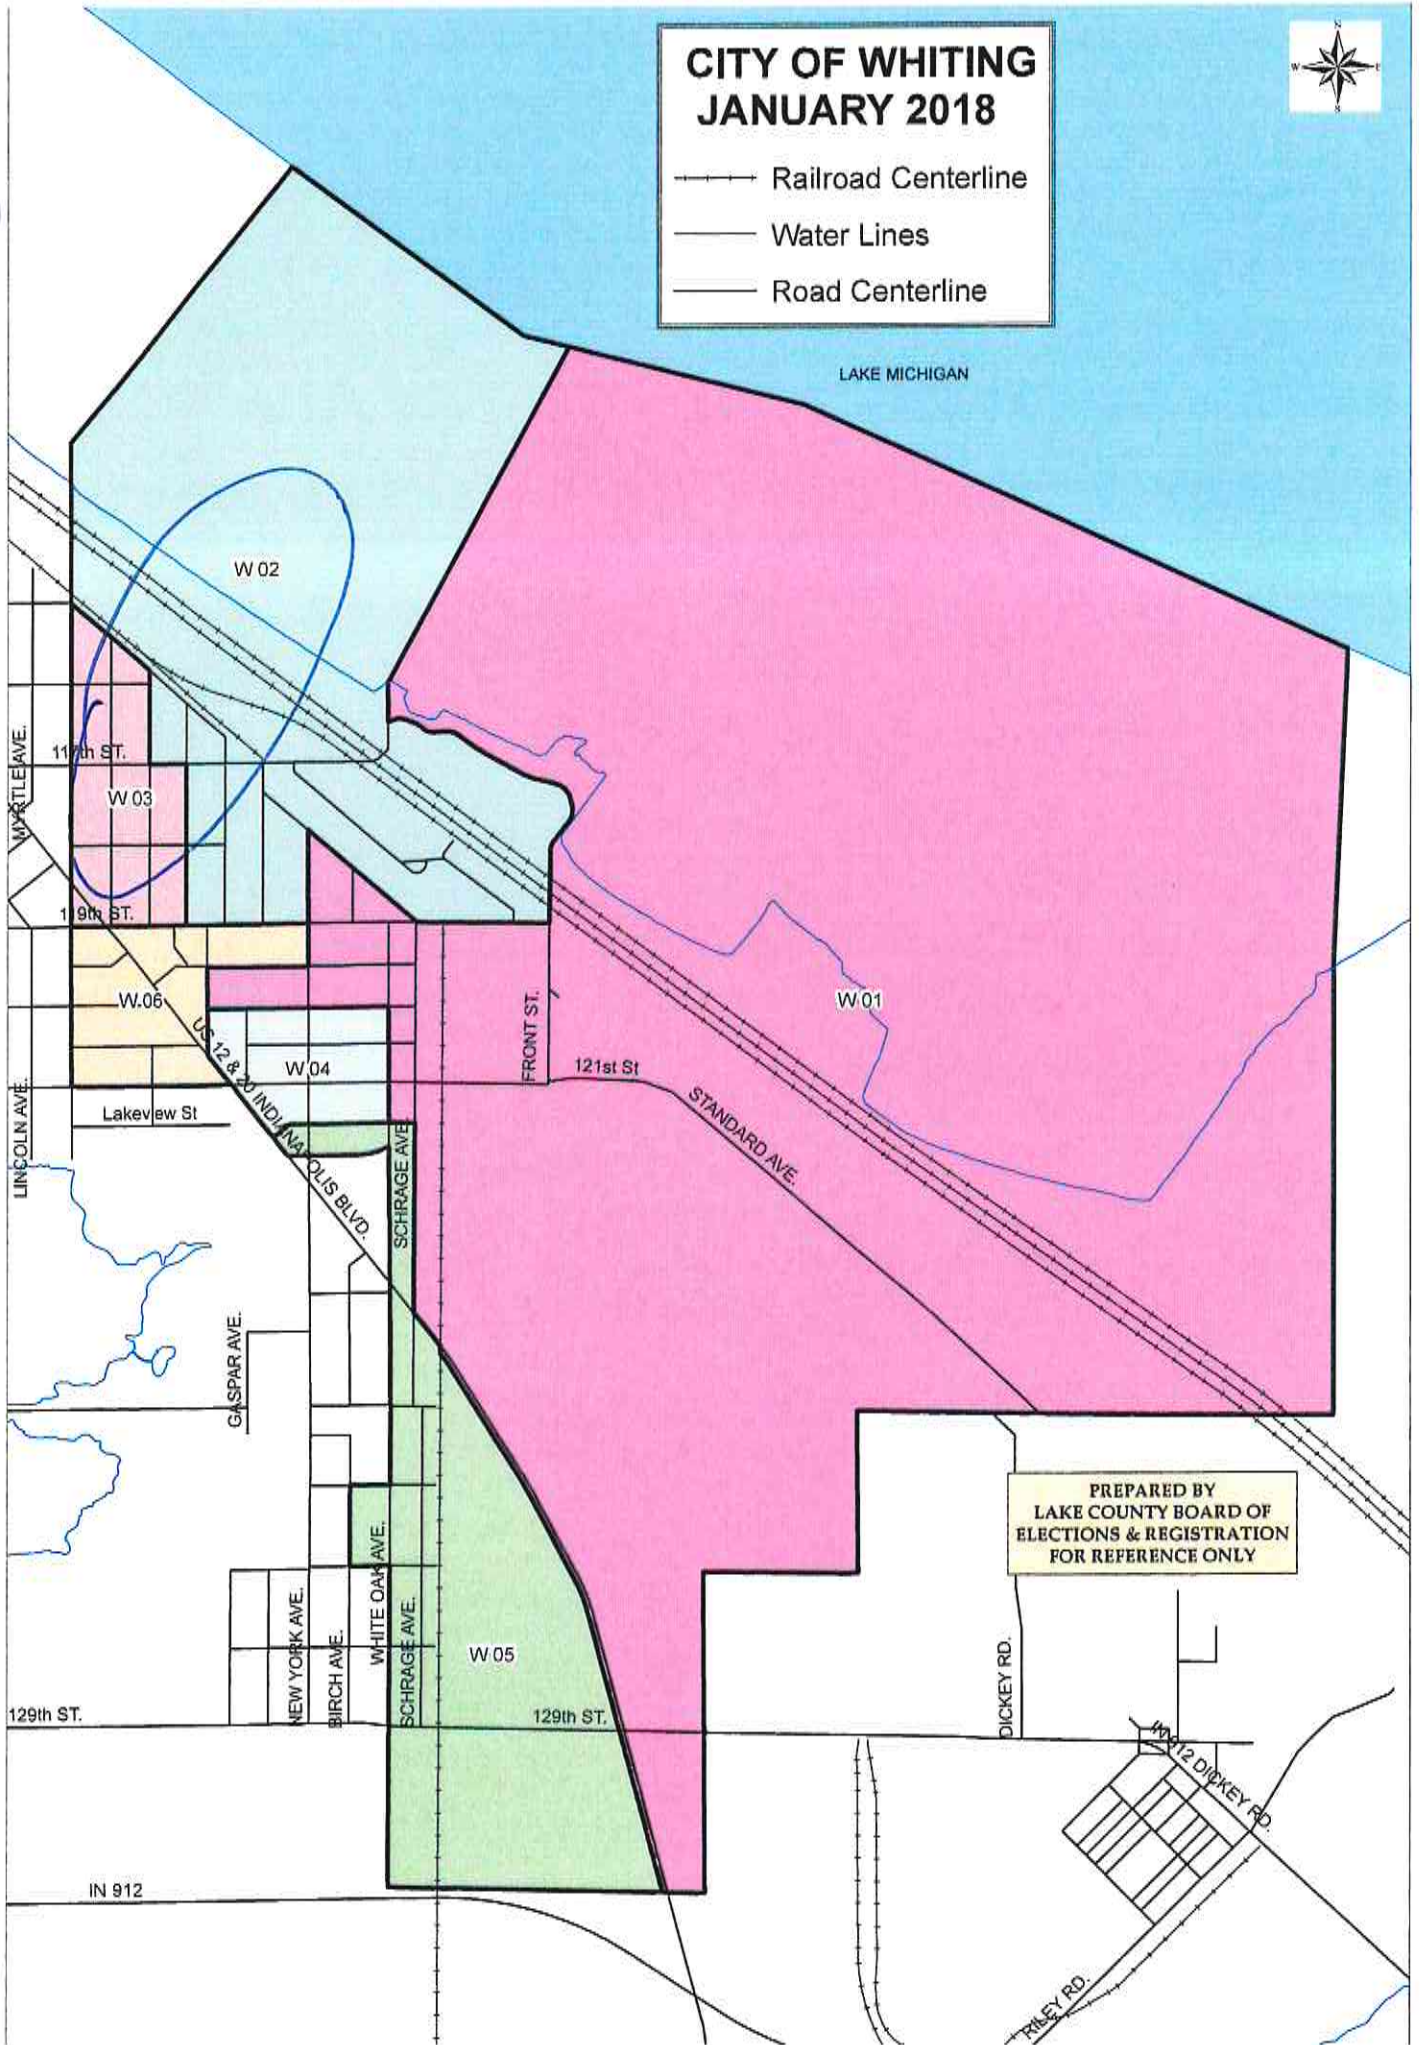 CITY OF WHITING
JANUARY 2018
Railroad Centerline
Water Lines
Road Centerline
N
W
E
S
LAKE MICHIGAN
W 02
MYRTLE AVE.
117th ST.
W 03
119th ST.
W 06
W 01
FRONT ST.
121st St
US 12 & 20 INDIANAPOLIS BLVD.
W 04
STANDARD AVE.
LINCOLN AVE.
Lakeview St
SCHRAGE AVE.
GASPAR AVE.
PREPARED BY
LAKE COUNTY BOARD OF
ELECTIONS & REGISTRATION
FOR REFERENCE ONLY
WHITE OAK AVE.
NEW YORK AVE.
BIRCH AVE.
SCHRAGE AVE.
W 05
DICKEY RD.
129th ST.
129th ST.
IN 912 DICKEY RD.
IN 912
RILEY RD.